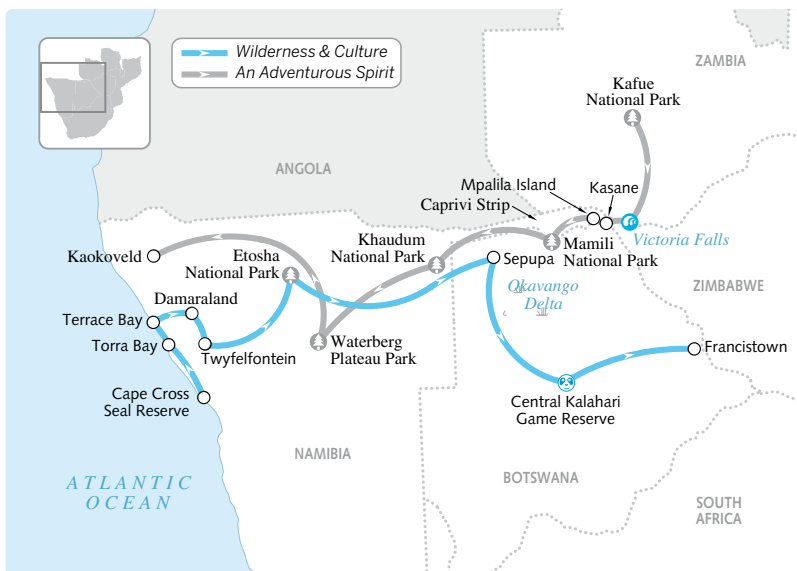 Wilderness & Culture
An Adventurous Spirit
ZAMBIA
Kafue
National Park
ANGOLA
Mpalila Island
Kasane
Caprivi Strip
Victoria Falls
Khaudum
National Park
Mamili
National Park
Kaokoveld
Etosha
National Park
Sepupa
Okavango
Delta
ZIMBABWE
Damaraland
Terrace Bay
Torra Bay
Twyfelfontein
Waterberg
Plateau Park
Francistown
Cape Cross
Seal Reserve
Central Kalahari
Game Reserve
NAMIBIA
BOTSWANA
ATLANTIC
OCEAN
SOUTH
AFRICA